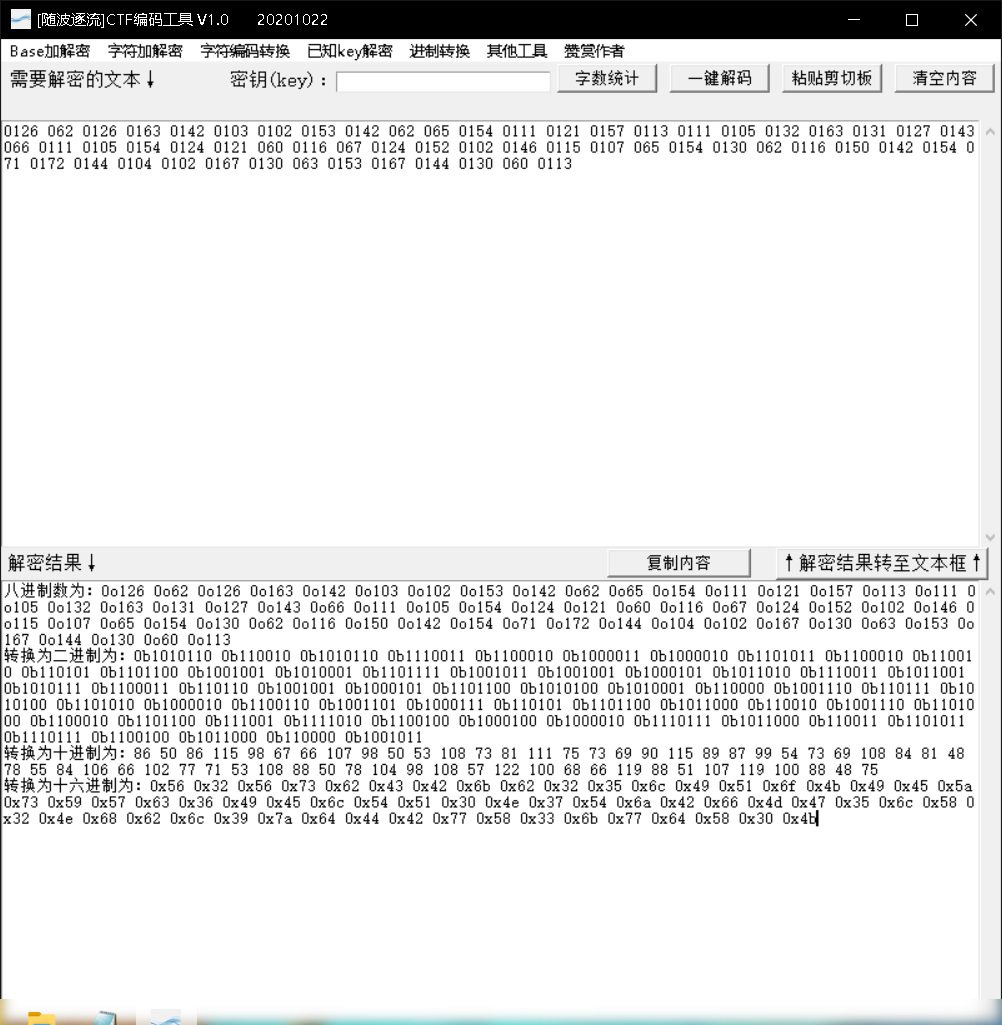 [随波逐流]CTF编码工具 V1.0 20201022
Base加解密 字符加解密 字符编码转换 已知key解密 进制转换 其他工具 赞赏作者
需要解密的文本↓ 密钥(key)： 字数统计 一键解码 粘贴剪切板 清空内容
0126 062 0126 0163 0142 0103 0102 0153 0142 062 065 0154 0111 0121 0157 0113 0111 0105 0132 0163 0131 0127 0143
066 0111 0105 0154 0124 0121 060 0116 067 0124 0152 0102 0146 0115 0107 065 0154 0130 062 0116 0150 0142 0154 0
71 0172 0144 0104 0102 0167 0130 063 0153 0167 0144 0130 060 0113
解密结果↓ 复制内容 ↑解密结果转至文本框↑
八进制数为: 0o126 0o62 0o126 0o163 0o142 0o103 0o102 0o153 0o142 0o62 0o65 0o154 0o111 0o121 0o157 0o113 0o111 0
o105 0o132 0o163 0o131 0o127 0o143 0o66 0o111 0o105 0o154 0o124 0o121 0o60 0o116 0o67 0o124 0o152 0o102 0o146 0
o115 0o107 0o65 0o154 0o130 0o62 0o116 0o150 0o142 0o154 0o71 0o172 0o144 0o104 0o102 0o167 0o130 0o63 0o153 0o
167 0o144 0o130 0o60 0o113
转换为二进制为: 0b1010110 0b110010 0b1010110 0b1110011 0b1100010 0b1000011 0b1000010 0b1101011 0b1100010 0b11001
0 0b110101 0b1101100 0b1001001 0b1010001 0b1101111 0b1001011 0b1001001 0b1000101 0b1011010 0b1110011 0b1011001
0b1010111 0b1100011 0b110110 0b1001001 0b1000101 0b1101100 0b1010100 0b1010001 0b110000 0b1001110 0b110111 0b10
10100 0b1101010 0b1000010 0b1100110 0b1001101 0b1000111 0b110101 0b1101100 0b1011000 0b110010 0b1001110 0b11010
00 0b1100010 0b1101100 0b111001 0b1111010 0b1100100 0b1000100 0b1000010 0b1110111 0b1011000 0b110011 0b1101011
0b1110111 0b1100100 0b1011000 0b110000 0b1001011
转换为十进制为: 86 50 86 115 98 67 66 107 98 50 53 108 73 81 111 75 73 69 90 115 89 87 99 54 73 69 108 84 81 48
78 55 84 106 66 102 77 71 53 108 88 50 78 104 98 108 57 122 100 68 66 119 88 51 107 119 100 88 48 75
转换为十六进制为: 0x56 0x32 0x56 0x73 0x62 0x43 0x42 0x6b 0x62 0x32 0x35 0x6c 0x49 0x51 0x6f 0x4b 0x49 0x45 0x5a
0x73 0x59 0x57 0x63 0x36 0x49 0x45 0x6c 0x54 0x51 0x30 0x4e 0x37 0x54 0x6a 0x42 0x66 0x4d 0x47 0x35 0x6c 0x58 0
x32 0x4e 0x68 0x62 0x6c 0x39 0x7a 0x64 0x44 0x42 0x77 0x58 0x33 0x6b 0x77 0x64 0x58 0x30 0x4b